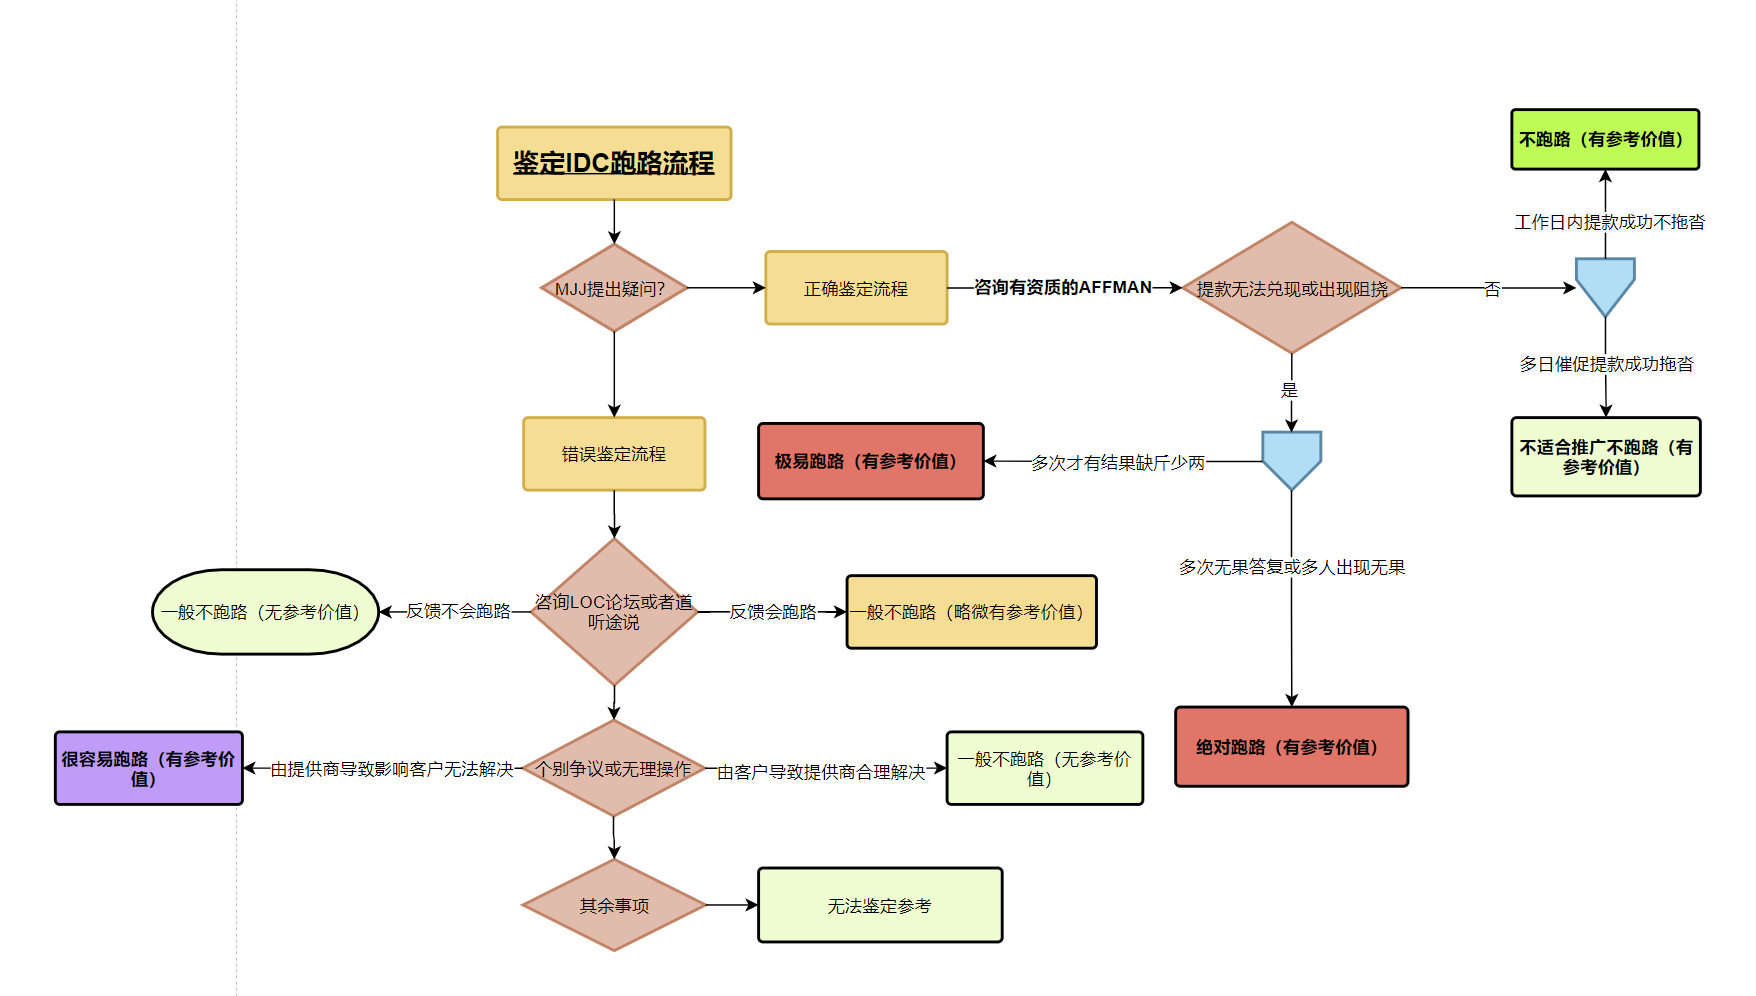 鉴定IDC跑路流程
不跑路（有参考价值）
工作日内提款成功不拖沓
MJJ提出疑问？
正确鉴定流程
咨询有资质的AFFMAN
提款无法兑现或出现阻挠
否
多日催促提款成功拖沓
是
错误鉴定流程
极易跑路（有参考价值）
多次才有结果缺斤少两
不适合推广不跑路（有
参考价值）
多次无果答复或多人出现无果
一般不跑路（无参考价值）
反馈不会跑路
咨询LOC论坛或者道
听途说
反馈会跑路
一般不跑路（略微有参考价值）
很容易跑路（有参考价
值）
由提供商导致影响客户无法解决
个别争议或无理操作
由客户导致提供商合理解决
一般不跑路（无参考价
值）
绝对跑路（有参考价值）
其余事项
无法鉴定参考